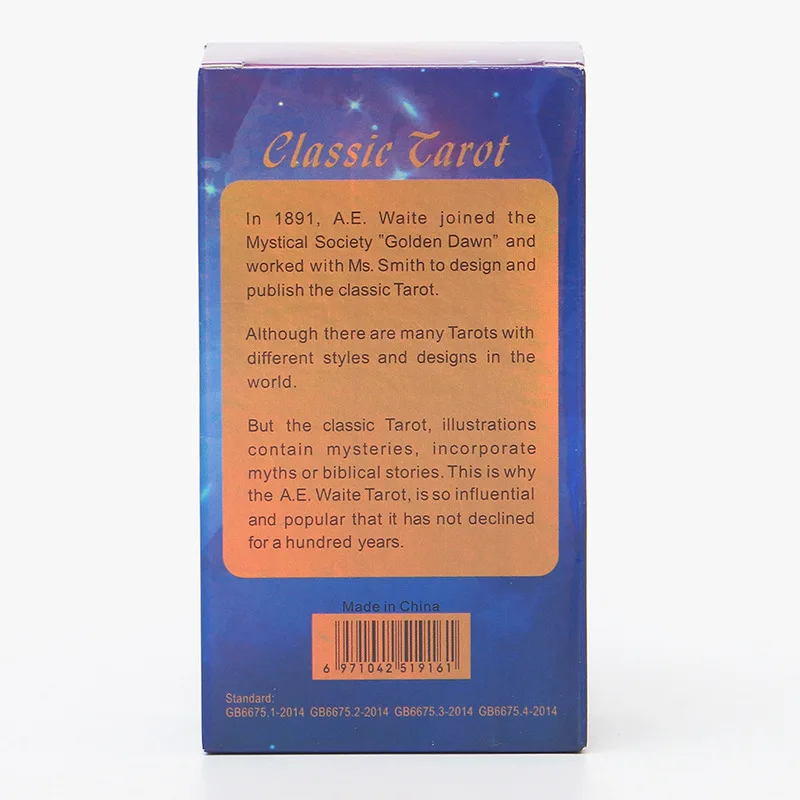 Classic Tarot
In 1891, A.E. Waite joined the
Mystical Society "Golden Dawn" and
worked with Ms. Smith to design and
publish the classic Tarot.
Although there are many Tarots with
different styles and designs in the
world.
But the classic Tarot, illustrations
contain mysteries, incorporate
myths or biblical stories. This is why
the A.E. Waite Tarot, is so influential
and popular that it has not declined
for a hundred years.
Made in China
6 971042 519161
Standard:
GB6675.1-2014 GB6675.2-2014 GB6675.3-2014 GB6675.4-2014